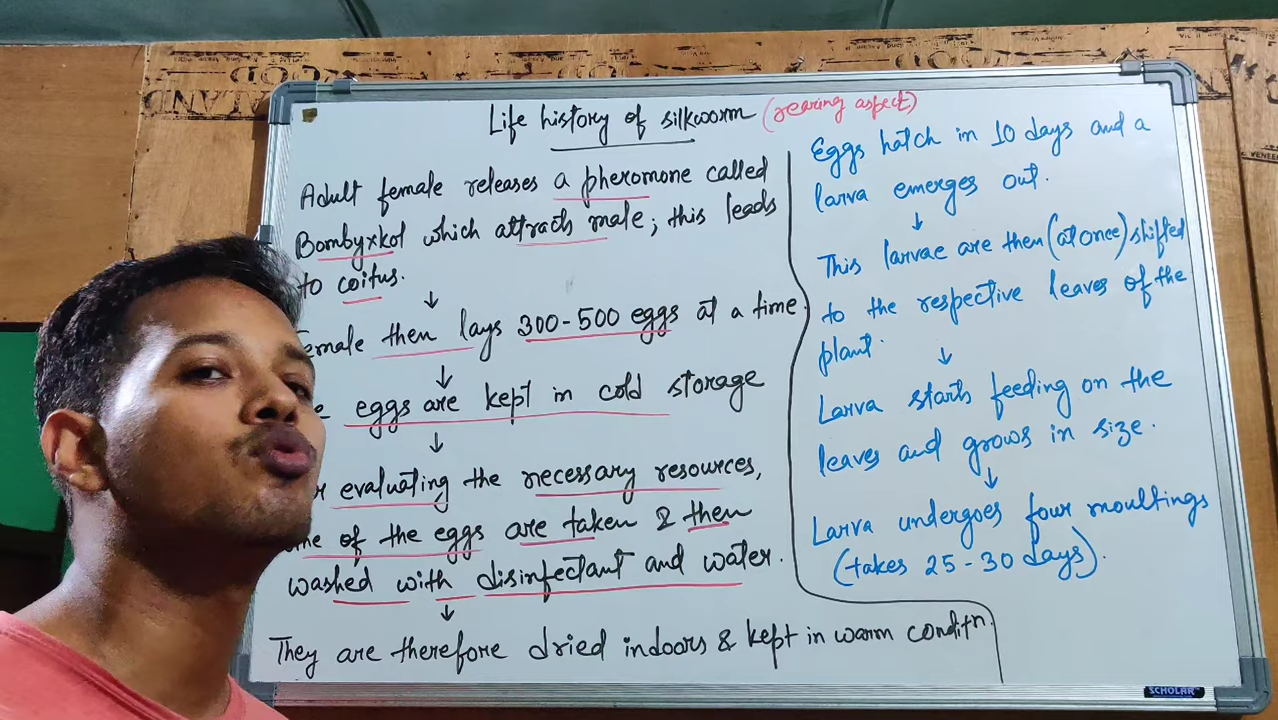 Life history of silkworm (rearing aspect)
Adult female releases a pheromone called
Bombyxkol which attracts male; this leads
to coitus.
↓
emale then lays 300-500 eggs at a time.
↓
eggs are kept in cold storage
↓
evaluating the necessary resources,
of the eggs are taken & then
washed with disinfectant and water.
↓
They are therefore dried indoors & kept in warm conditn.
Eggs hatch in 10 days and a
larva emerges out.
↓
This larvae are then (at once) shifted
to the respective leaves of the
plant.
↓
Larva starts feeding on the
leaves and grows in size.
↓
Larva undergoes four moultings
(takes 25-30 days).
SCHOLAR